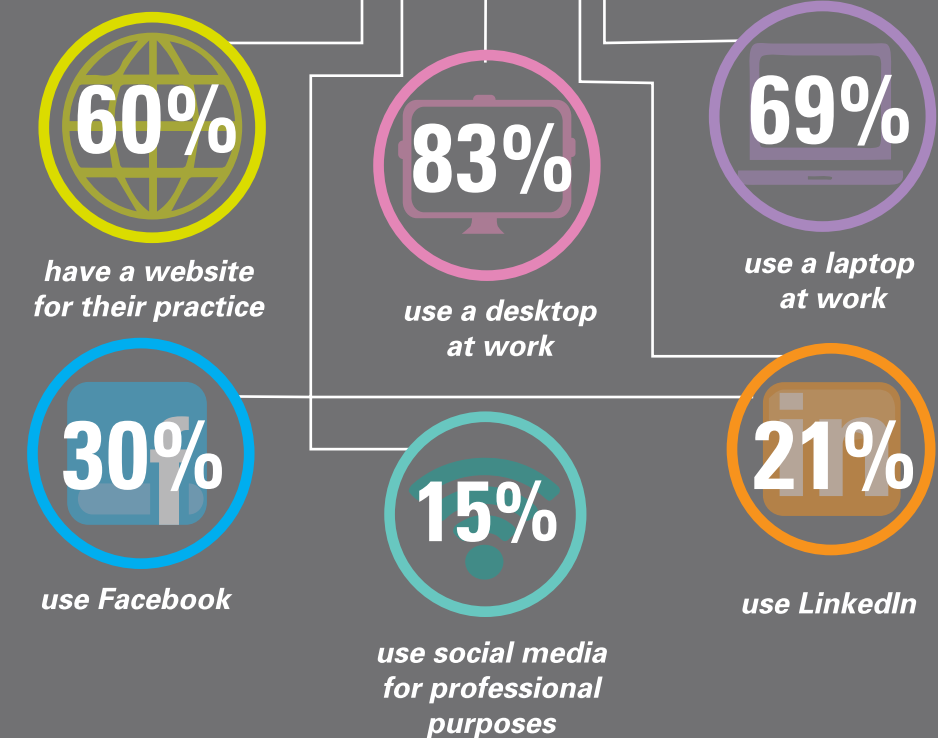 60%
have a website
for their practice
83%
use a desktop
at work
69%
use a laptop
at work
f
30%
use Facebook
15%
use social media
for professional
purposes
in
21%
use LinkedIn